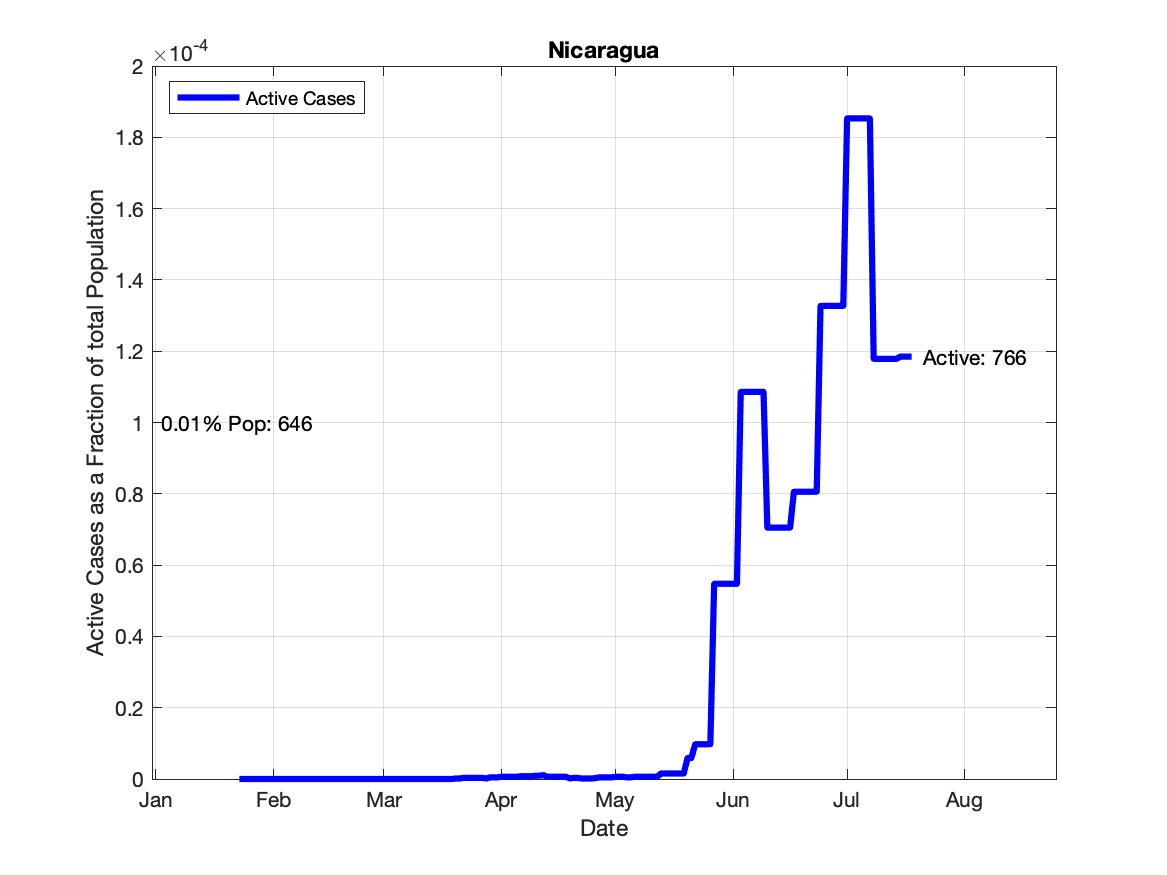 Nicaragua
×10^-4
Active Cases
2
1.8
1.6
1.4
1.2
1
0.8
0.6
0.4
0.2
0
Active Cases as a Fraction of total Population
0.01% Pop: 646
Active: 766
Jan Feb Mar Apr May Jun Jul Aug
Date